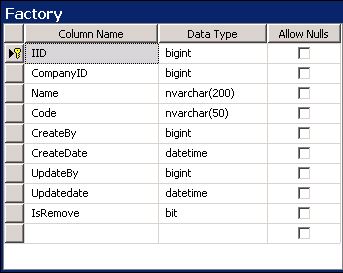 Factory
Column Name Data Type Allow Nulls
IID bigint
CompanyID bigint
Name nvarchar(200)
Code nvarchar(50)
CreateBy bigint
CreateDate datetime
UpdateBy bigint
Updatedate datetime
IsRemove bit